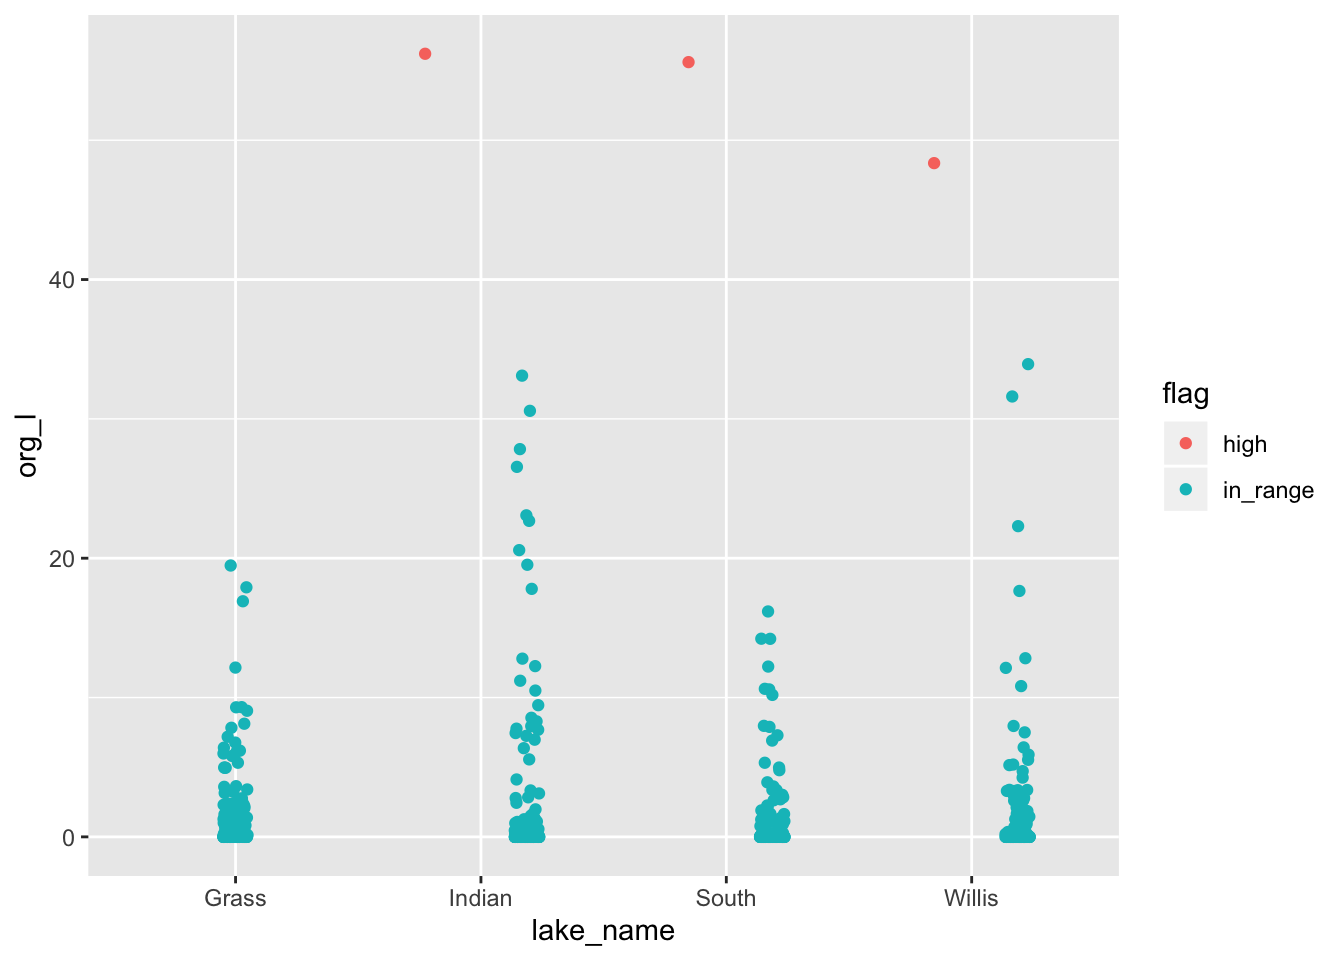 40
20
0
org_l
Grass Indian South Willis
lake_name
flag
high
in_range